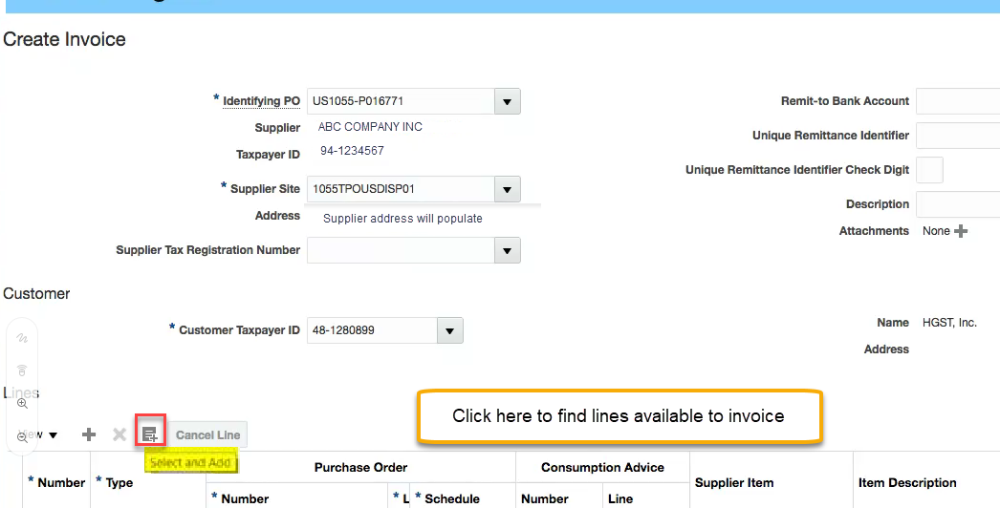 Create Invoice
* Identifying PO US1055-P016771
Remit-to Bank Account
Supplier ABC COMPANY INC
Unique Remittance Identifier
Taxpayer ID 94-1234567
Unique Remittance Identifier Check Digit
* Supplier Site 1055TPOUSDISP01
Description
Address Supplier address will populate
Attachments None
Supplier Tax Registration Number
Customer
* Customer Taxpayer ID 48-1280899
Name HGST, Inc.
Address
Lines
Click here to find lines available to invoice
Cancel Line
Select and Add
Purchase Order Consumption Advice
* Number * Type Supplier Item Item Description
* Number * L * Schedule Number Line